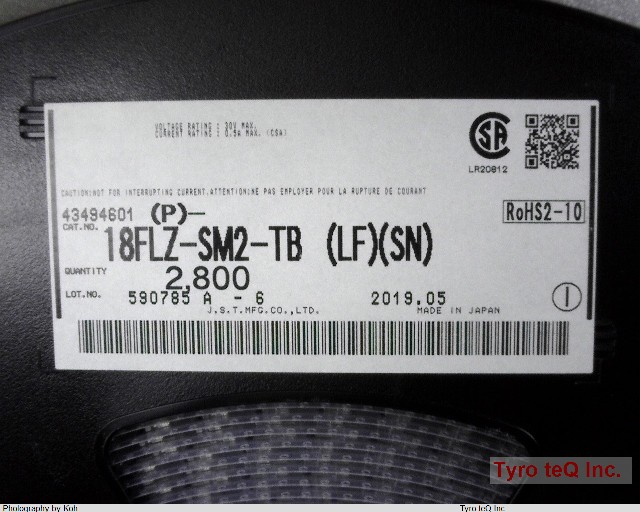 VOLTAGE RATING : 30V MAX.
CURRENT RATING : 0.5A MAX. (CSA)
LR20812
CAUTION:NOT FOR INTERRUPTING CURRENT.ATTENTION:NE PAS EMPLOYER POUR LA RUPTURE DE COURANT
43494601 (P)—
RoHS2-10
CAT.NO. 18FLZ-SM2-TB (LF)(SN)
QUANTITY 2,800
LOT.NO. 590785 A - 6 2019.05
J.S.T.MFG.CO.,LTD. MADE IN JAPAN
Tyro teQ Inc.
Photography by Koh Tyro teQ Inc